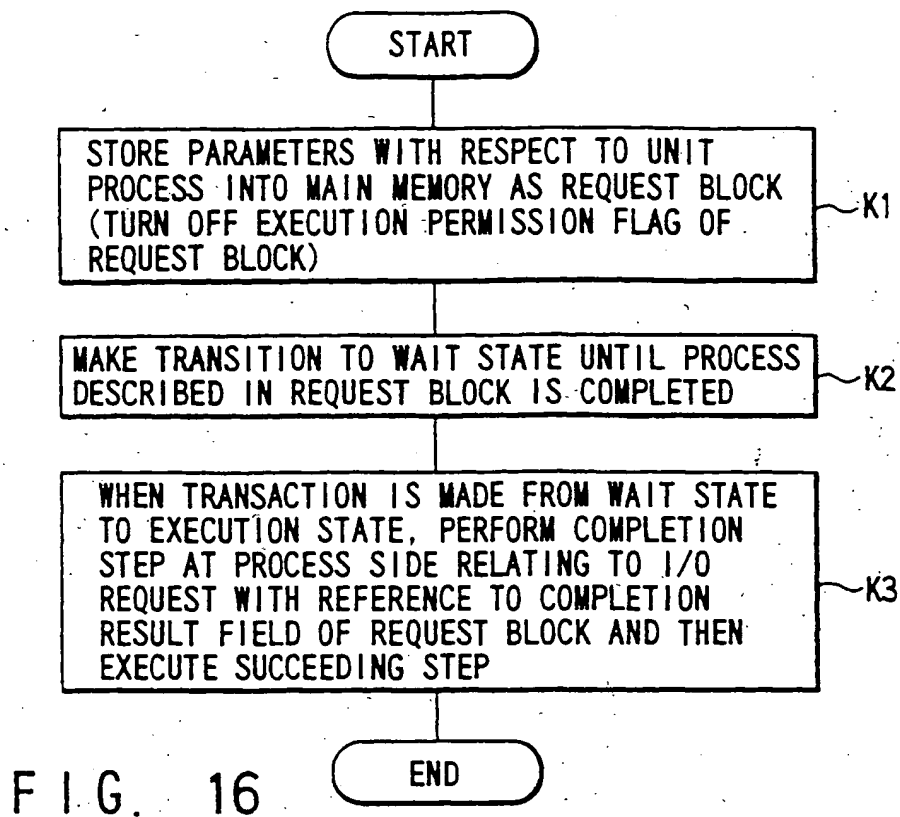 START
STORE PARAMETERS WITH RESPECT TO UNIT
PROCESS INTO MAIN MEMORY AS REQUEST BLOCK
(TURN OFF EXECUTION PERMISSION FLAG OF
REQUEST BLOCK)
K1
MAKE TRANSITION TO WAIT STATE UNTIL PROCESS
DESCRIBED IN REQUEST BLOCK IS COMPLETED
K2
WHEN TRANSACTION IS MADE FROM WAIT STATE
TO EXECUTION STATE, PERFORM COMPLETION
STEP AT PROCESS SIDE RELATING TO I/O
REQUEST WITH REFERENCE TO COMPLETION
RESULT FIELD OF REQUEST BLOCK AND THEN
EXECUTE SUCCEEDING STEP
K3
END
FIG. 16